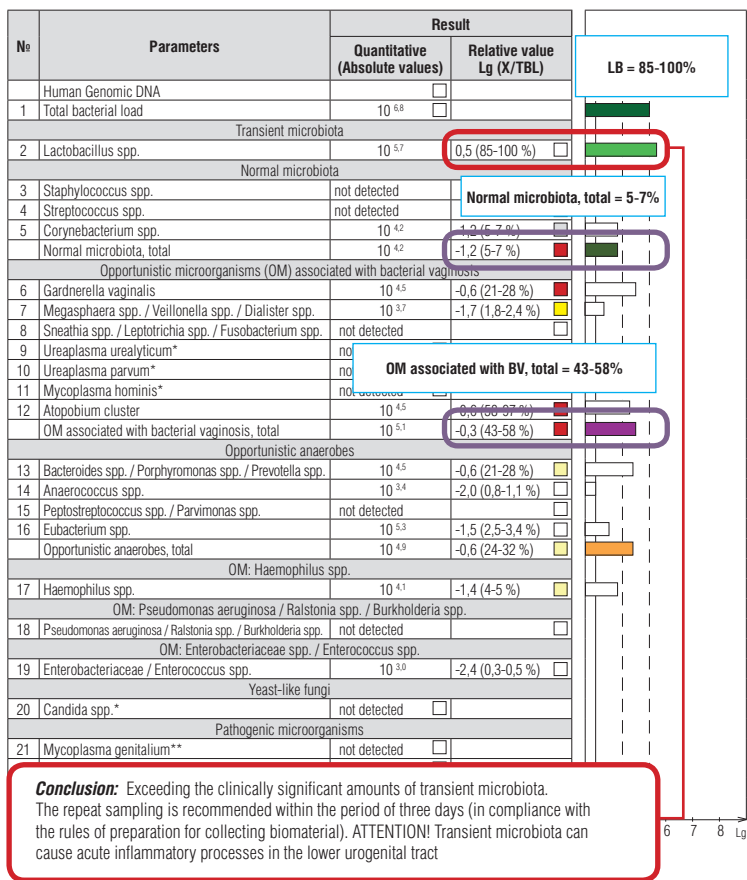 № Parameters Result
Quantitative (Absolute values) Relative value Lg (X/TBL)
LB = 85-100%
Human Genomic DNA
1 Total bacterial load 10 6,8
Transient microbiota
2 Lactobacillus spp. 10 5,7 0,5 (85-100 %)
Normal microbiota
3 Staphylococcus spp. not detected
Normal microbiota, total = 5-7%
4 Streptococcus spp. not detected
5 Corynebacterium spp. 10 4,2 -1,2 (5-7 %)
Normal microbiota, total 10 4,2 -1,2 (5-7 %)
Opportunistic microorganisms (OM) associated with bacterial vaginosis
6 Gardnerella vaginalis 10 4,5 -0,6 (21-28 %)
7 Megasphaera spp. / Veillonella spp. / Dialister spp. 10 3,7 -1,7 (1,8-2,4 %)
8 Sneathia spp. / Leptotrichia spp. / Fusobacterium spp. not detected
9 Ureaplasma urealyticum*
10 Ureaplasma parvum*
OM associated with BV, total = 43-58%
11 Mycoplasma hominis*
12 Atopobium cluster 10 4,5
OM associated with bacterial vaginosis, total 10 5,1 -0,3 (43-58 %)
Opportunistic anaerobes
13 Bacteroides spp. / Porphyromonas spp. / Prevotella spp. 10 4,5 -0,6 (21-28 %)
14 Anaerococcus spp. 10 3,4 -2,0 (0,8-1,1 %)
15 Peptostreptococcus spp. / Parvimonas spp. not detected
16 Eubacterium spp. 10 5,3 -1,5 (2,5-3,4 %)
Opportunistic anaerobes, total 10 4,9 -0,6 (24-32 %)
OM: Haemophilus spp.
17 Haemophilus spp. 10 4,1 -1,4 (4-5 %)
OM: Pseudomonas aeruginosa / Ralstonia spp. / Burkholderia spp.
18 Pseudomonas aeruginosa / Ralstonia spp. / Burkholderia spp. not detected
OM: Enterobacteriaceae spp. / Enterococcus spp.
19 Enterobacteriaceae / Enterococcus spp. 10 3,0 -2,4 (0,3-0,5 %)
Yeast-like fungi
20 Candida spp.* not detected
Pathogenic microorganisms
21 Mycoplasma genitalium** not detected
Conclusion: Exceeding the clinically significant amounts of transient microbiota.
The repeat sampling is recommended within the period of three days (in compliance with
the rules of preparation for collecting biomaterial). ATTENTION! Transient microbiota can
cause acute inflammatory processes in the lower urogenital tract
6 7 8 Lg